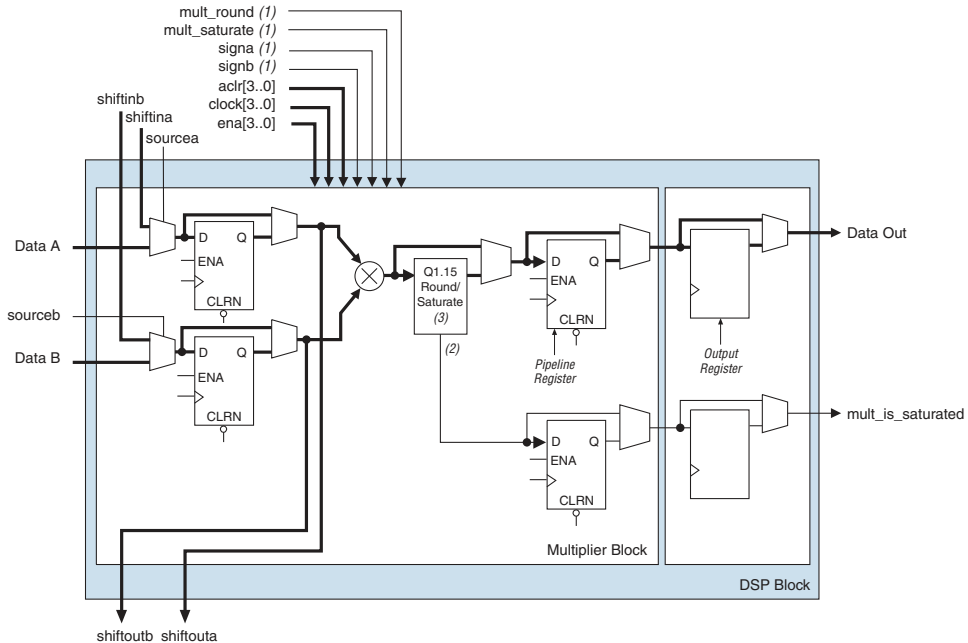 mult_round (1)
mult_saturate (1)
signa (1)
signb (1)
aclr[3..0]
clock[3..0]
ena[3..0]
shiftinb
shiftina
sourcea
Data A
D Q
ENA
CLRN
sourceb
Data B
D Q
ENA
CLRN
Q1.15
Round/
Saturate
(3)
(2)
D Q
ENA
CLRN
Pipeline
Register
Output
Register
Data Out
D Q
ENA
CLRN
mult_is_saturated
Multiplier Block
DSP Block
shiftoutb shiftouta